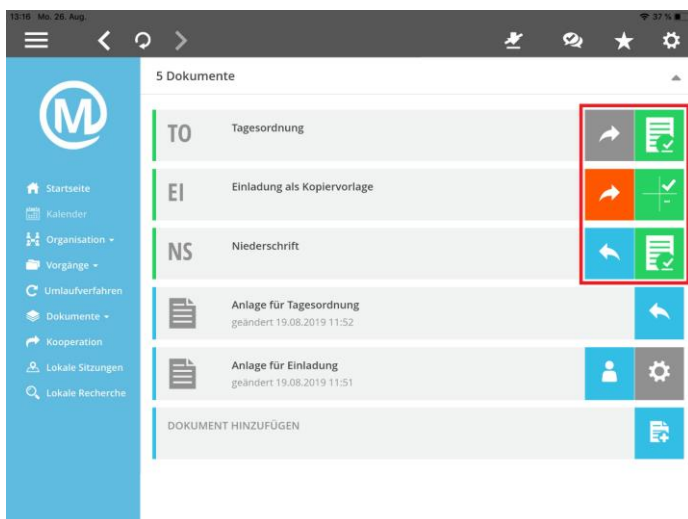 13:16 Mo. 26. Aug.
37 %
5 Dokumente
M
TO
Tagesordnung
EI
Einladung als Kopiervorlage
NS
Niederschrift
Anlage für Tagesordnung
geändert 19.08.2019 11:52
Anlage für Einladung
geändert 19.08.2019 11:51
DOKUMENT HINZUFÜGEN
Startseite
Kalender
Organisation
Vorgänge
Umlaufverfahren
Dokumente
Kooperation
Lokale Sitzungen
Lokale Recherche